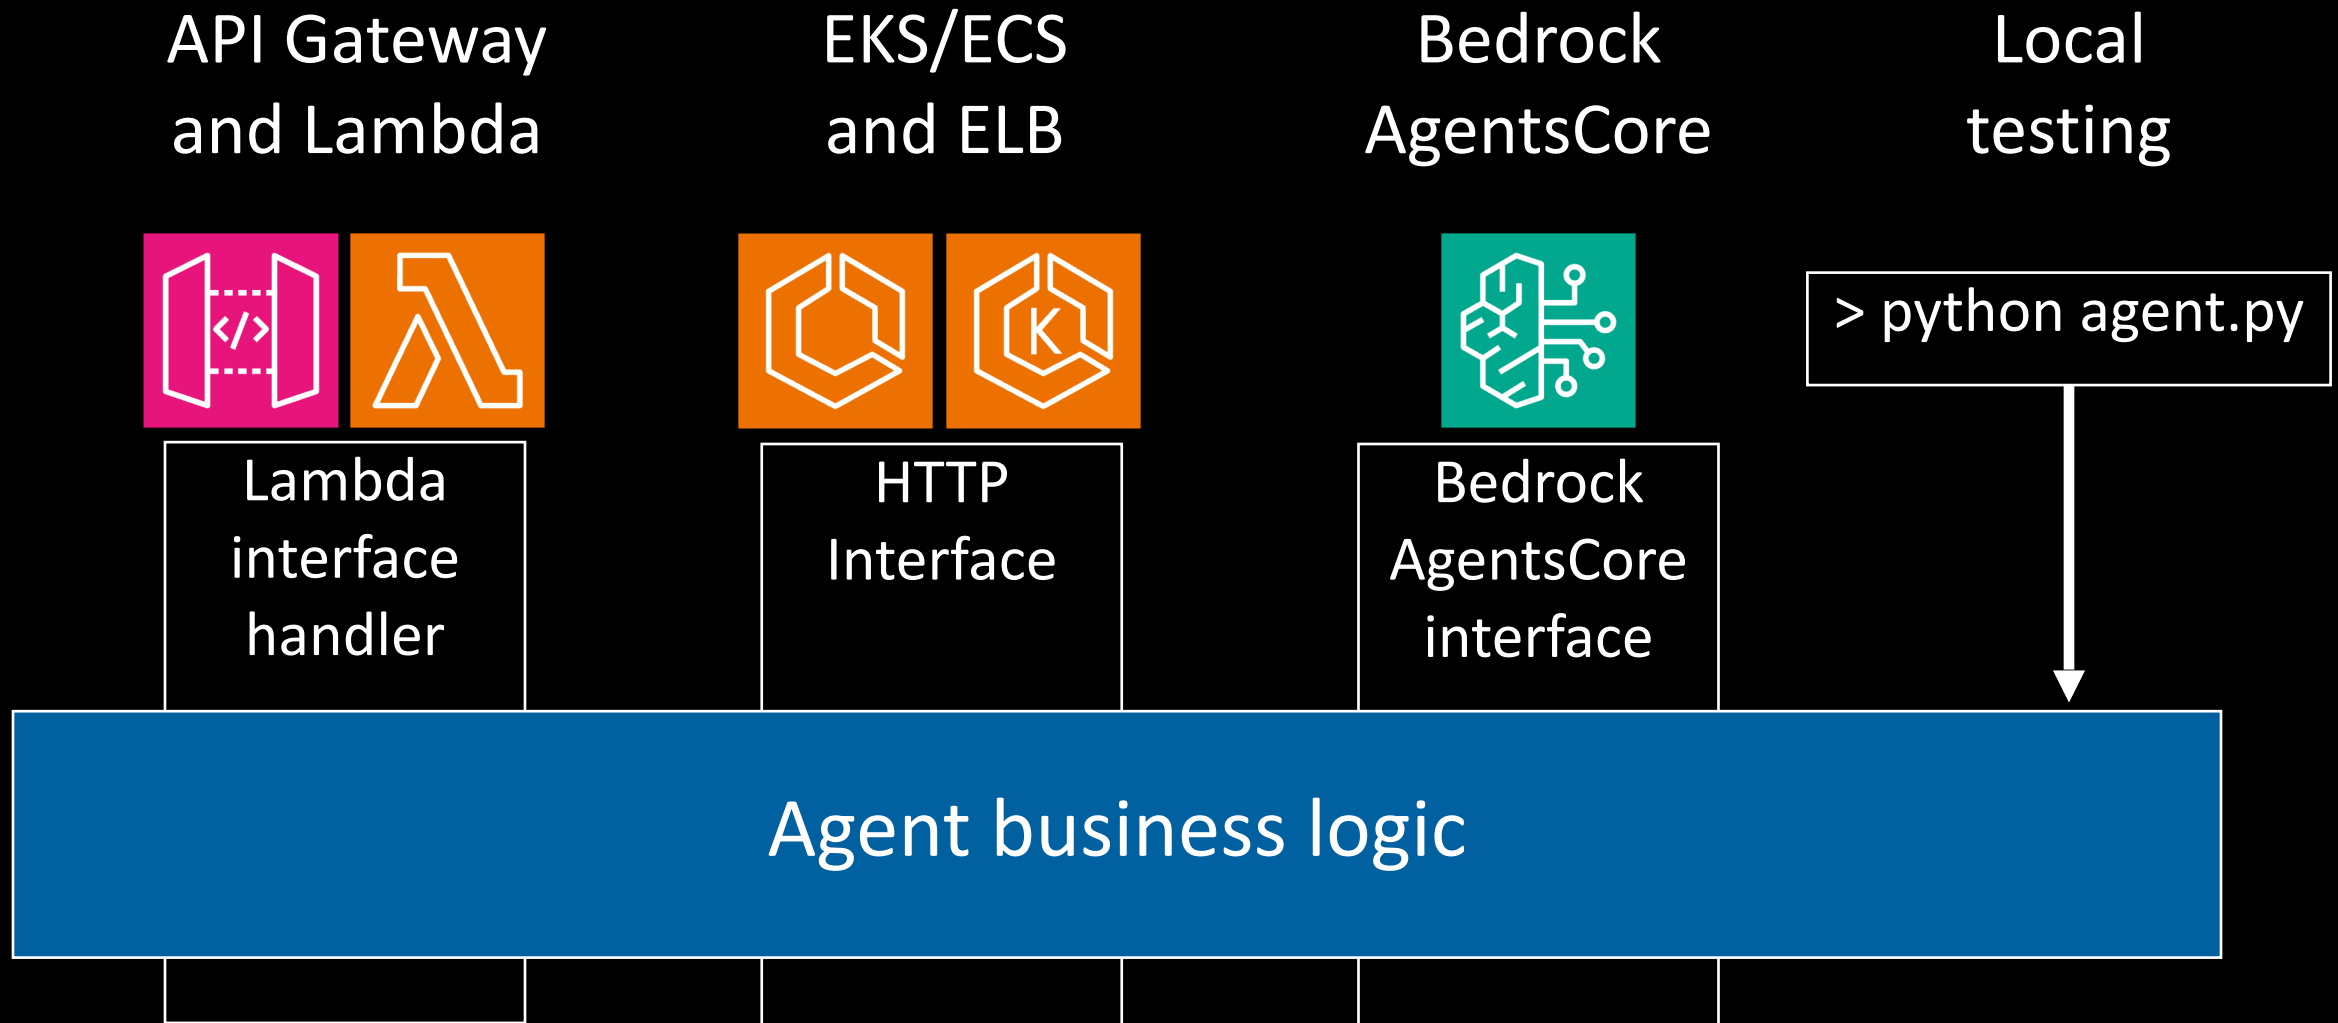 API Gateway
and Lambda
EKS/ECS
and ELB
Bedrock
AgentsCore
Local
testing
</>
K
> python agent.py
Lambda
interface
handler
HTTP
Interface
Bedrock
AgentsCore
interface
Agent business logic